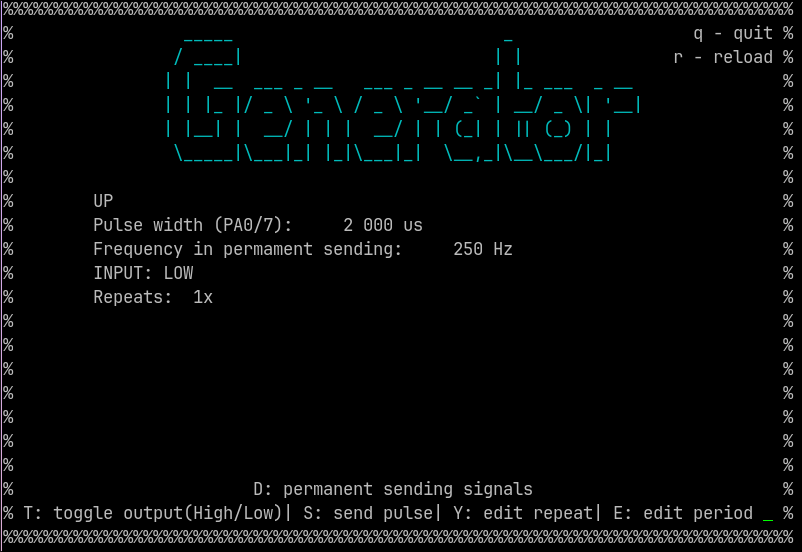 q - quit
r - reload
Generator
UP
Pulse width (PA0/7): 2 000 us
Frequency in permament sending: 250 Hz
INPUT: LOW
Repeats: 1x
D: permanent sending signals
T: toggle output(High/Low)| S: send pulse| Y: edit repeat| E: edit period _